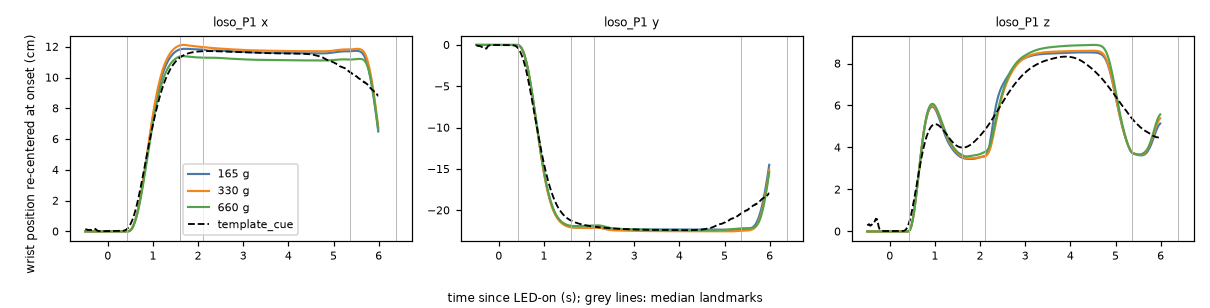 loso_P1 x
loso_P1 y
loso_P1 z
wrist position re-centered at onset (cm)
12
10
8
6
4
2
0
0
−5
−10
−15
−20
8
6
4
2
0
165 g
330 g
660 g
template_cue
0 1 2 3 4 5 6
0 1 2 3 4 5 6
0 1 2 3 4 5 6
time since LED-on (s); grey lines: median landmarks